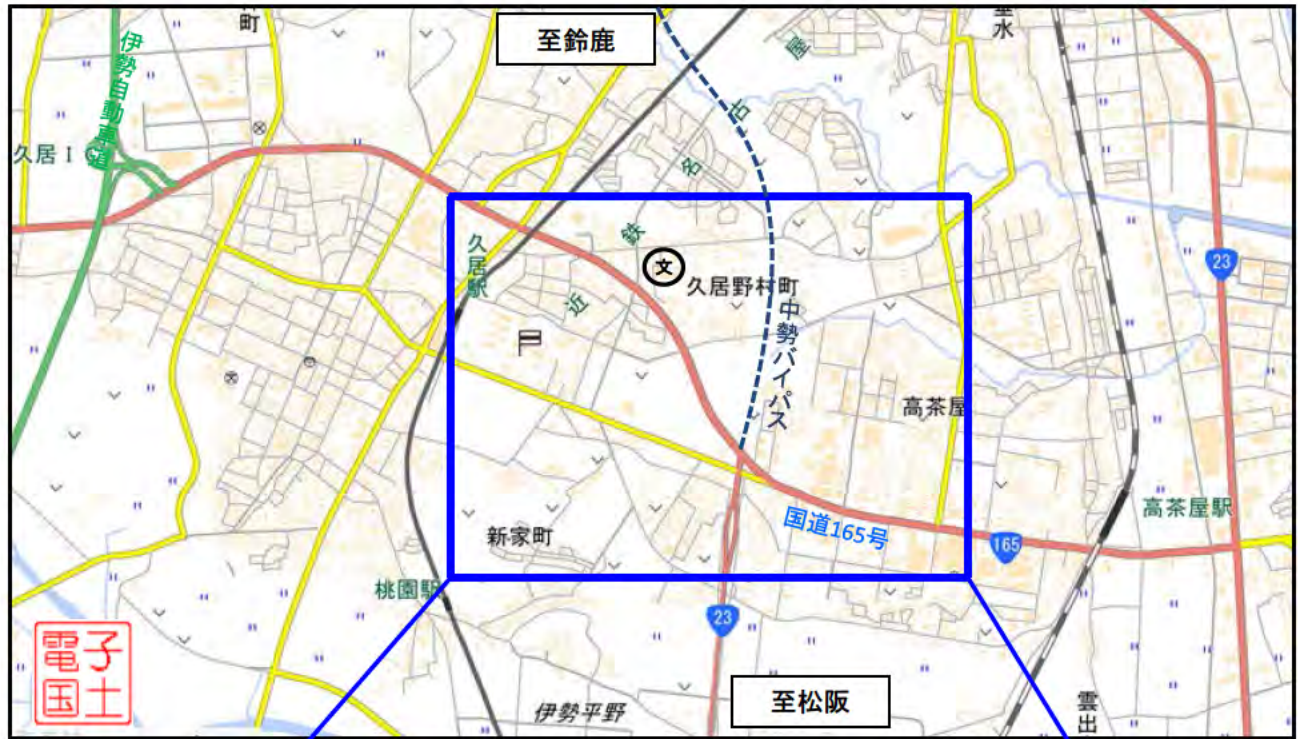 至鈴鹿
町
垂水
伊勢自動車道
久居IC
屋
古
名
鉄
近
久居駅
文
久居野村町
23
中勢バイパス
高茶屋
高茶屋駅
国道165号
165
新家町
桃園駅
23
至松阪
伊勢平野
雲出
電子
国土